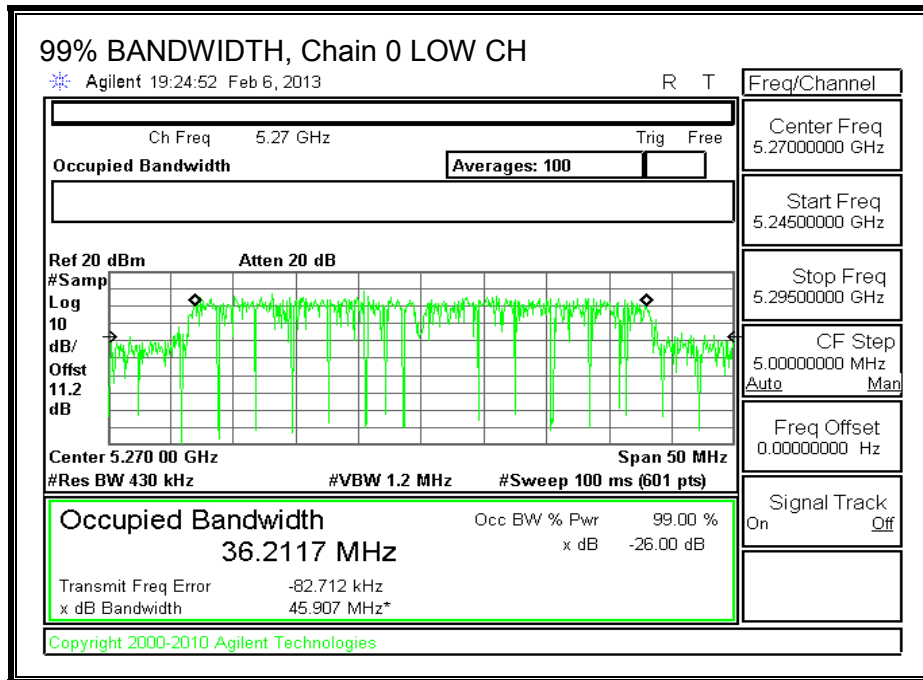 99% BANDWIDTH, Chain 0 LOW CH
Agilent 19:24:52 Feb 6, 2013 R T
Freq/Channel
Ch Freq 5.27 GHz Trig Free
Occupied Bandwidth Averages: 100
Center Freq
5.27000000 GHz
Start Freq
5.24500000 GHz
Stop Freq
5.29500000 GHz
CF Step
5.00000000 MHz
Auto Man
Freq Offset
0.00000000 Hz
Signal Track
On Off
Ref 20 dBm Atten 20 dB
#Samp
Log
10
dB/
Offst
11.2
dB
Center 5.270 00 GHz Span 50 MHz
#Res BW 430 kHz #VBW 1.2 MHz #Sweep 100 ms (601 pts)
Occupied Bandwidth Occ BW % Pwr 99.00 %
36.2117 MHz x dB -26.00 dB
Transmit Freq Error -82.712 kHz
x dB Bandwidth 45.907 MHz*
Copyright 2000-2010 Agilent Technologies